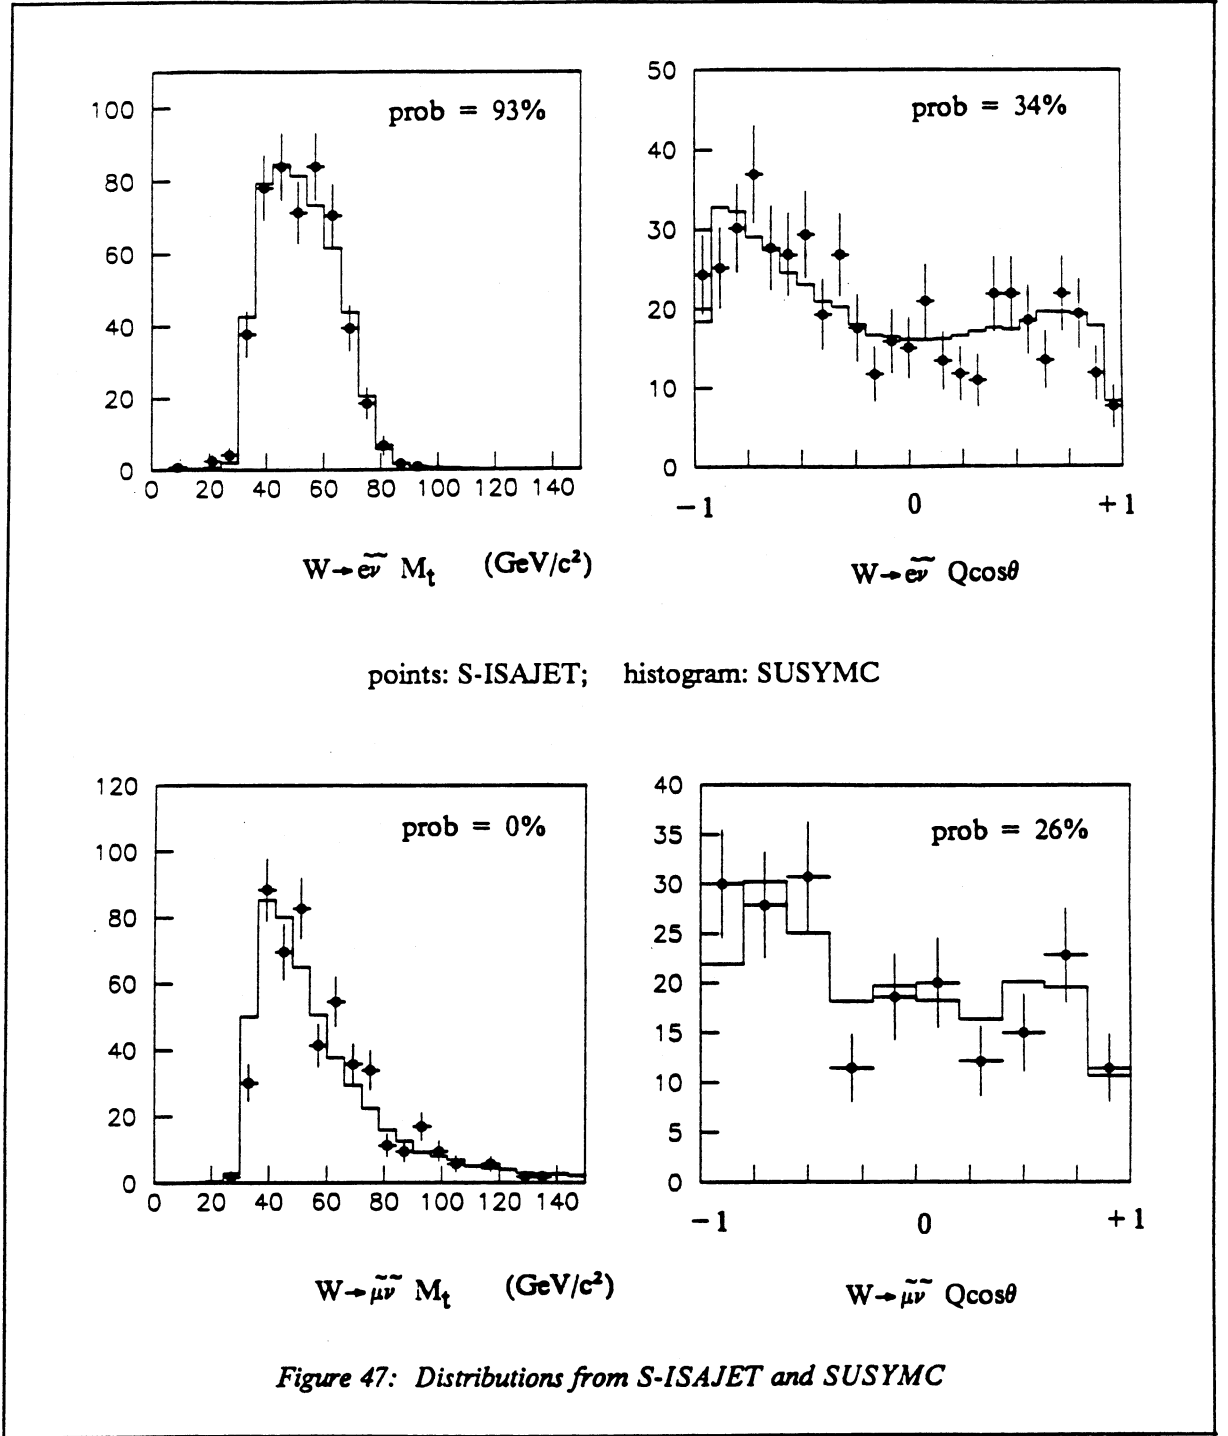 prob = 93%
100
80
60
40
20
0
0 20 40 60 80 100 120 140
W→ẽν̃ Mt (GeV/c²)
prob = 34%
50
40
30
20
10
0
−1 0 +1
W→ẽν̃ Qcosθ
points: S-ISAJET; histogram: SUSYMC
prob = 0%
120
100
80
60
40
20
0
0 20 40 60 80 100 120 140
W→μ̃ν̃ Mt (GeV/c²)
prob = 26%
40
35
30
25
20
15
10
5
0
−1 0 +1
W→μ̃ν̃ Qcosθ
Figure 47: Distributions from S-ISAJET and SUSYMC